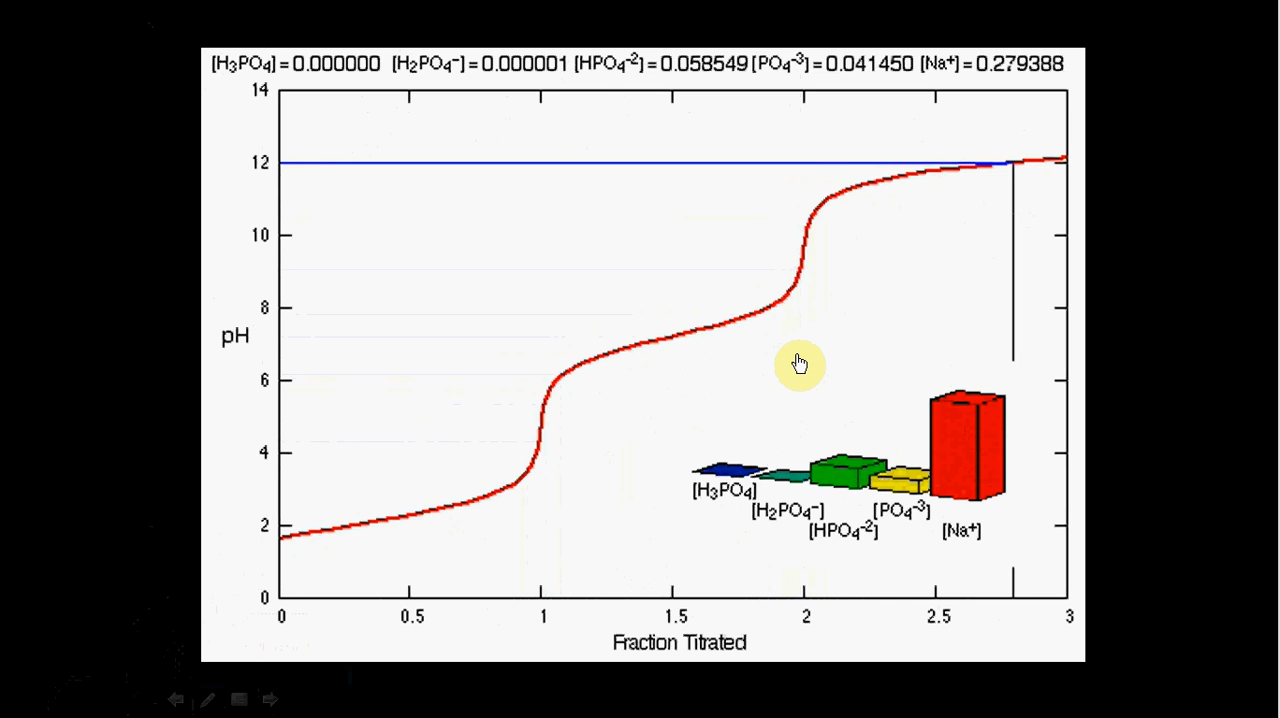 [H₃PO₄] = 0.000000 [H₂PO₄⁻] = 0.000001 [HPO₄⁻²] = 0.058549 [PO₄⁻³] = 0.041450 [Na⁺] = 0.279388
14
12
10
8
pH
6
4
2
0
[H₃PO₄]
[H₂PO₄⁻] [PO₄⁻³]
[HPO₄⁻²] [Na⁺]
0 0.5 1 1.5 2 2.5 3
Fraction Titrated